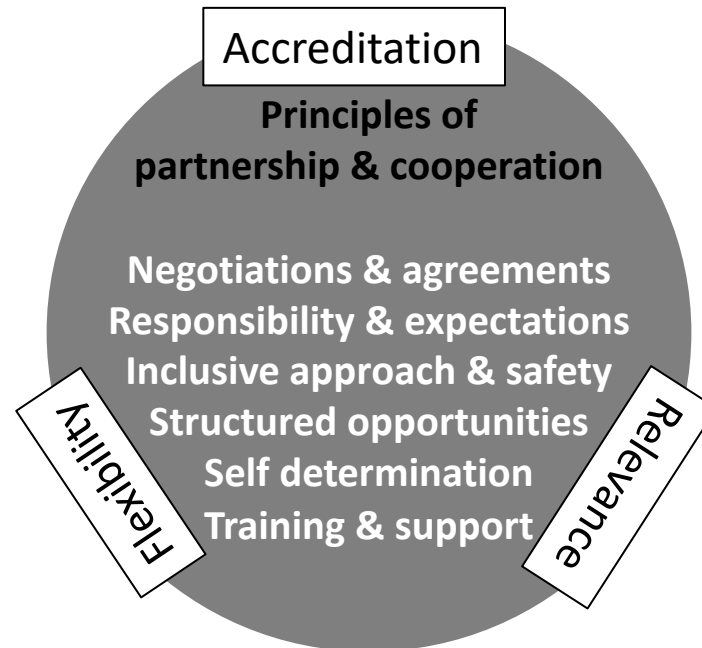 Accreditation
Principles of
partnership & cooperation
Negotiations & agreements
Responsibility & expectations
Inclusive approach & safety
Structured opportunities
Self determination
Training & support
Flexibility
Relevance